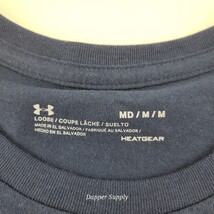 LOOSE / COUPE LÂCHE / SUELTO
MADE IN EL SALVADOR / FABRIQUÉ AU SALVADOR/
HECHO EN EL SALVADOR
MD / M / M
HEATGEAR
Dapper Supply